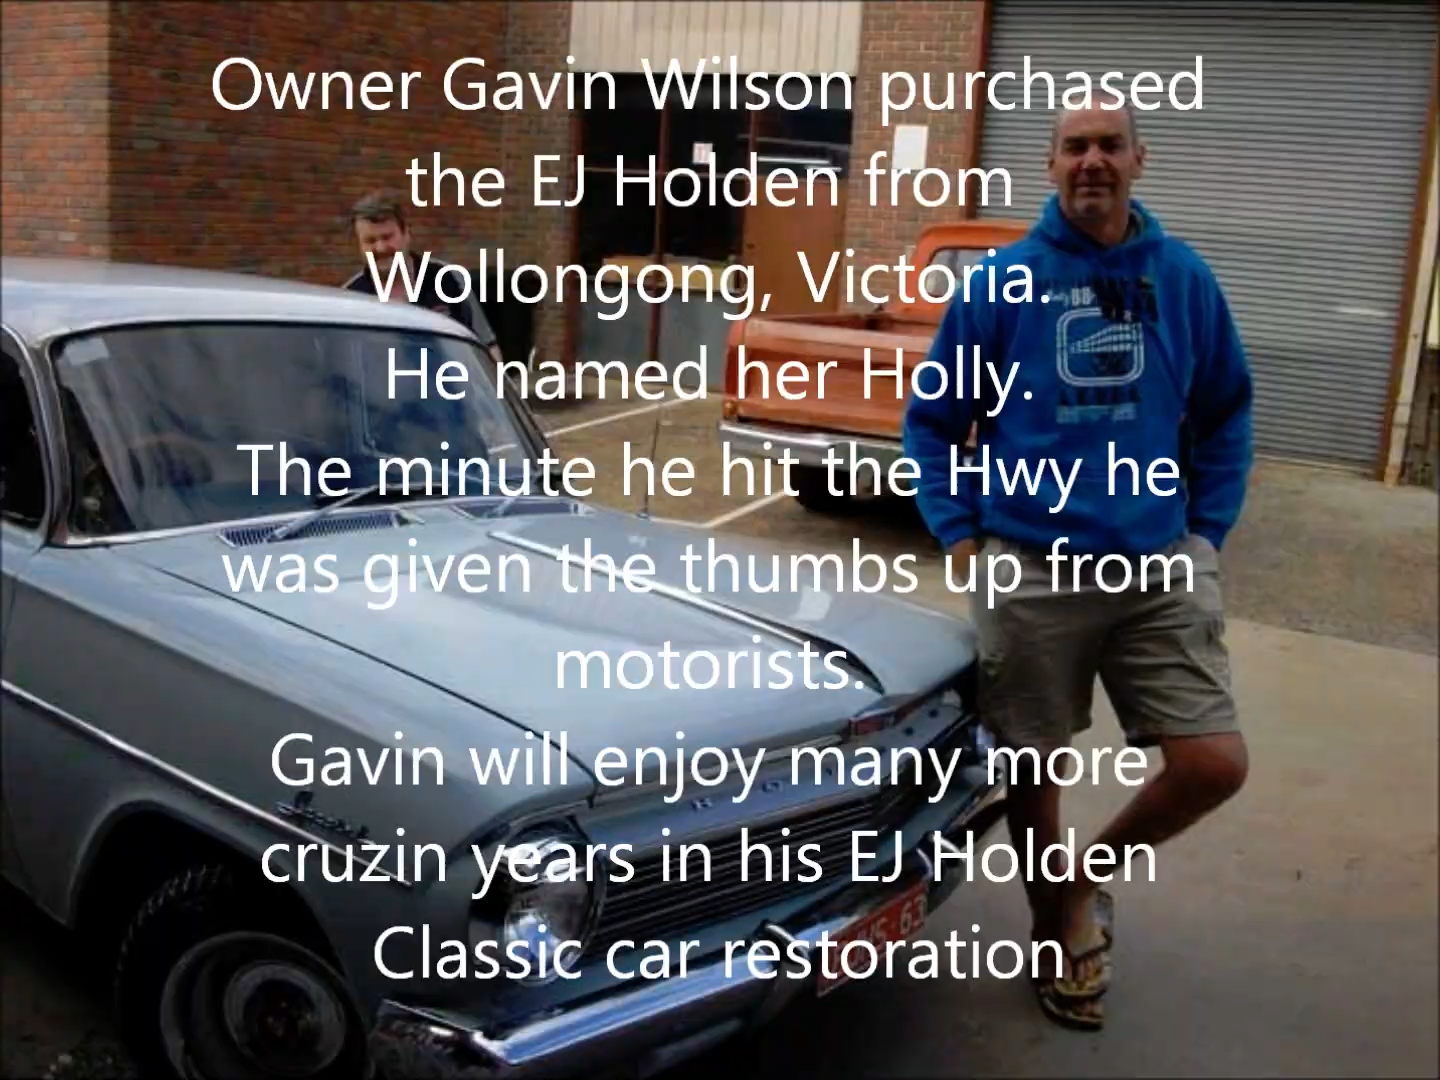 Owner Gavin Wilson purchased
the EJ Holden from
Wollongong, Victoria.
He named her Holly.
The minute he hit the Hwy he
was given the thumbs up from
motorists.
Gavin will enjoy many more
cruzin years in his EJ Holden
Classic car restoration